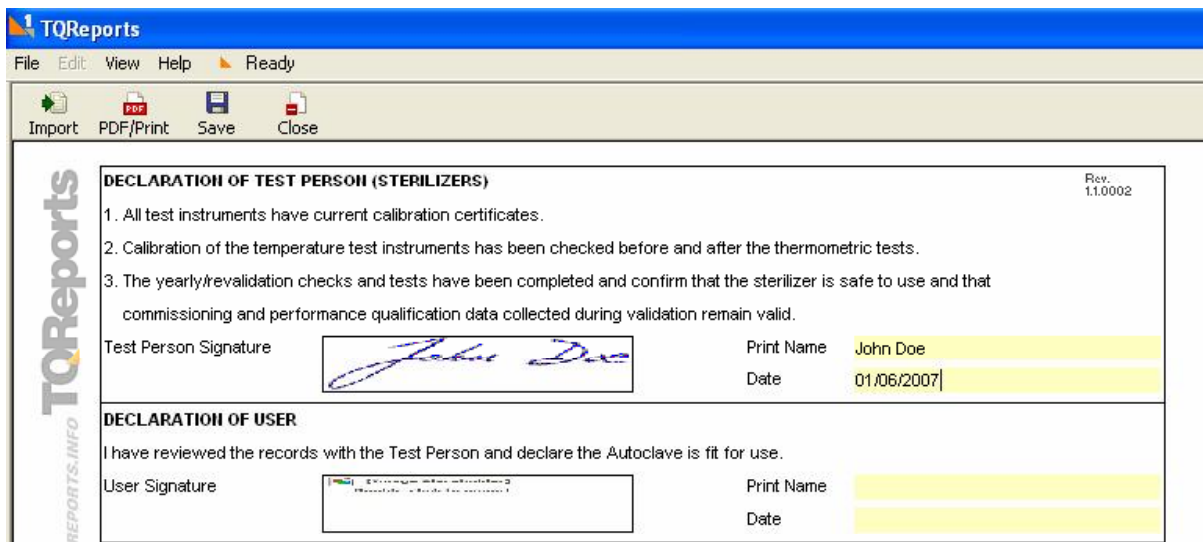 TQReports
File Edit View Help Ready
Import PDF/Print Save Close
TQReports
REPORTS.INFO
DECLARATION OF TEST PERSON (STERILIZERS)
Rev.
1.1.0002
1. All test instruments have current calibration certificates.
2. Calibration of the temperature test instruments has been checked before and after the thermometric tests.
3. The yearly/revalidation checks and tests have been completed and confirm that the sterilizer is safe to use and that
commissioning and performance qualification data collected during validation remain valid.
Test Person Signature John Doe Print Name John Doe
Date 01/06/2007
DECLARATION OF USER
I have reviewed the records with the Test Person and declare the Autoclave is fit for use.
User Signature Print Name
Date